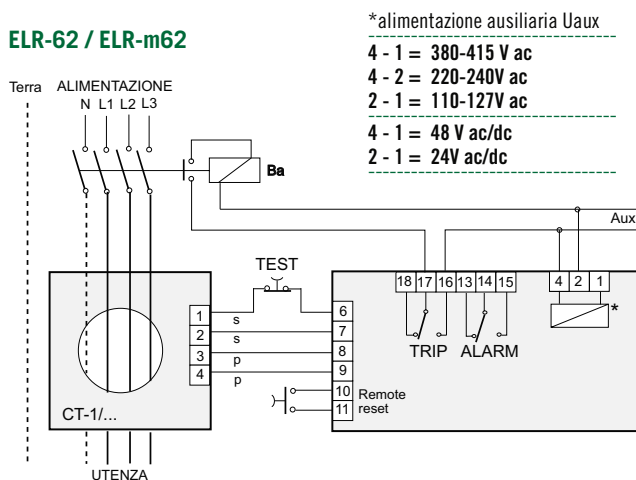 ELR-62 / ELR-m62
*alimentazione ausiliaria Uaux
4 - 1 = 380-415 V ac
4 - 2 = 220-240V ac
2 - 1 = 110-127V ac
4 - 1 = 48 V ac/dc
2 - 1 = 24V ac/dc
Terra ALIMENTAZIONE
N L1 L2 L3
Ba
Aux
TEST
18 17 16 13 14 15
4 2 1
*
TRIP ALARM
1 s 6
2 s 7
3 p 8
4 p 9
10 Remote
11 reset
CT-1/...
UTENZA